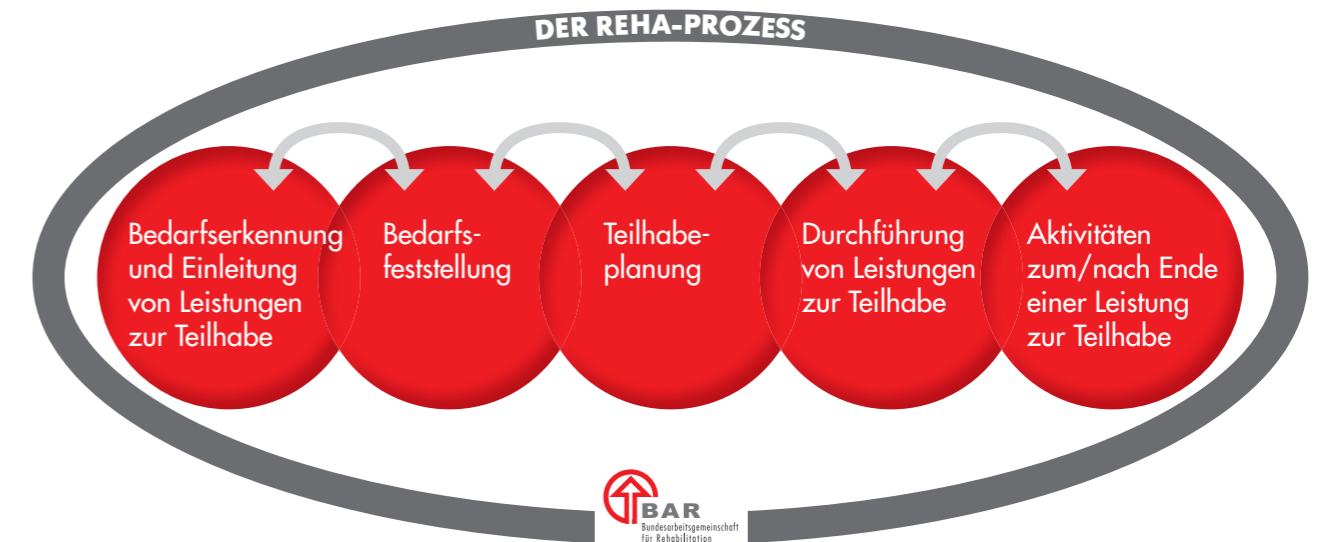 DER REHA-PROZESS
Bedarfserkennung
und Einleitung
von Leistungen
zur Teilhabe
Bedarfs-
feststellung
Teilhabe-
planung
Durchführung
von Leistungen
zur Teilhabe
Aktivitäten
zum/nach Ende
einer Leistung
zur Teilhabe
BAR
Bundesarbeitsgemeinschaft
für Rehabilitation